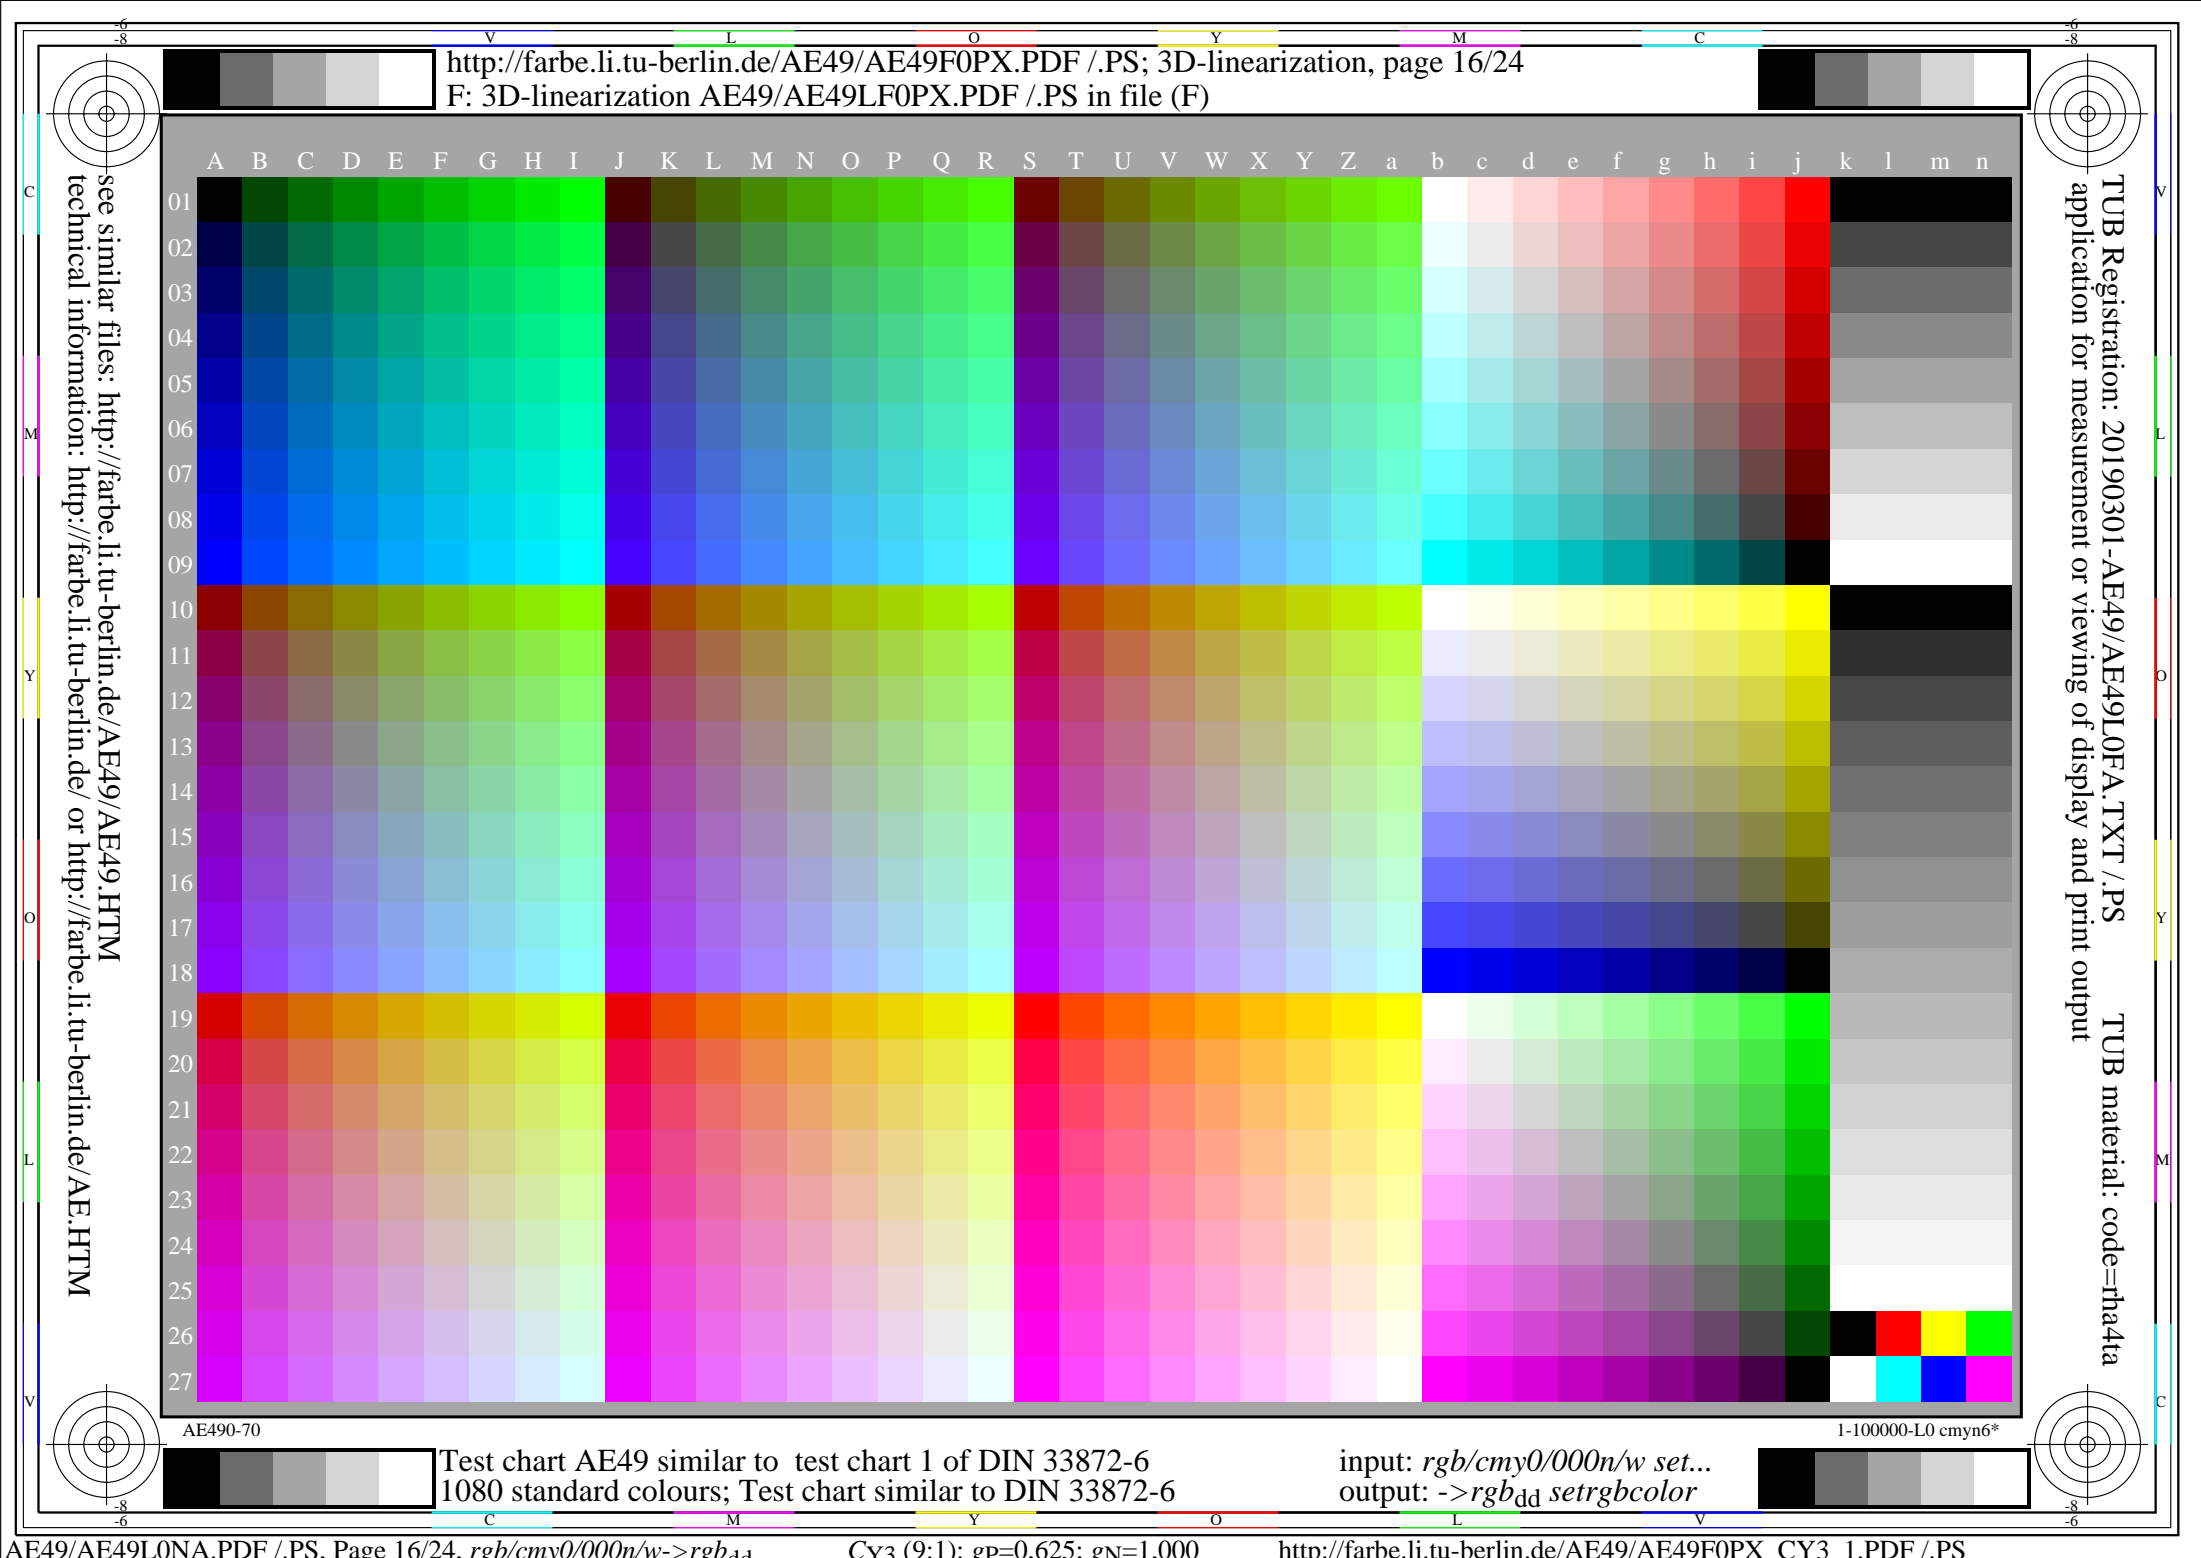 -6
-8
V L O Y M C
-6
-8
http://farbe.li.tu-berlin.de/AE49/AE49F0PX.PDF /.PS; 3D-linearization, page 16/24
F: 3D-linearization AE49/AE49LF0PX.PDF /.PS in file (F)
A B C D E F G H I J K L M N O P Q R S T U V W X Y Z a b c d e f g h i j k l m n
01
02
03
04
05
06
07
08
09
10
11
12
13
14
15
16
17
18
19
20
21
22
23
24
25
26
27
see similar files: http://farbe.li.tu-berlin.de/AE49/AE49.HTM
technical information: http://farbe.li.tu-berlin.de/ or http://farbe.li.tu-berlin.de/AE.HTM
TUB Registration: 20190301-AE49/AE49L0FA.TXT /.PS TUB material: code=rha4ta
application for measurement or viewing of display and print output
C
M
Y
O
L
V
V
L
O
Y
M
C
AE490-70
1-100000-L0 cmyn6*
Test chart AE49 similar to test chart 1 of DIN 33872-6
1080 standard colours; Test chart similar to DIN 33872-6
input: rgb/cmy0/000n/w set...
output: ->rgbdd setrgbcolor
-8
-6
C M Y O L V
-8
-6
AE49/AE49L0NA.PDF /.PS, Page 16/24, rgb/cmy0/000n/w->rgbdd CY3 (9:1): gP=0,625; gN=1,000 http://farbe.li.tu-berlin.de/AE49/AE49F0PX_CY3_1.PDF /.PS